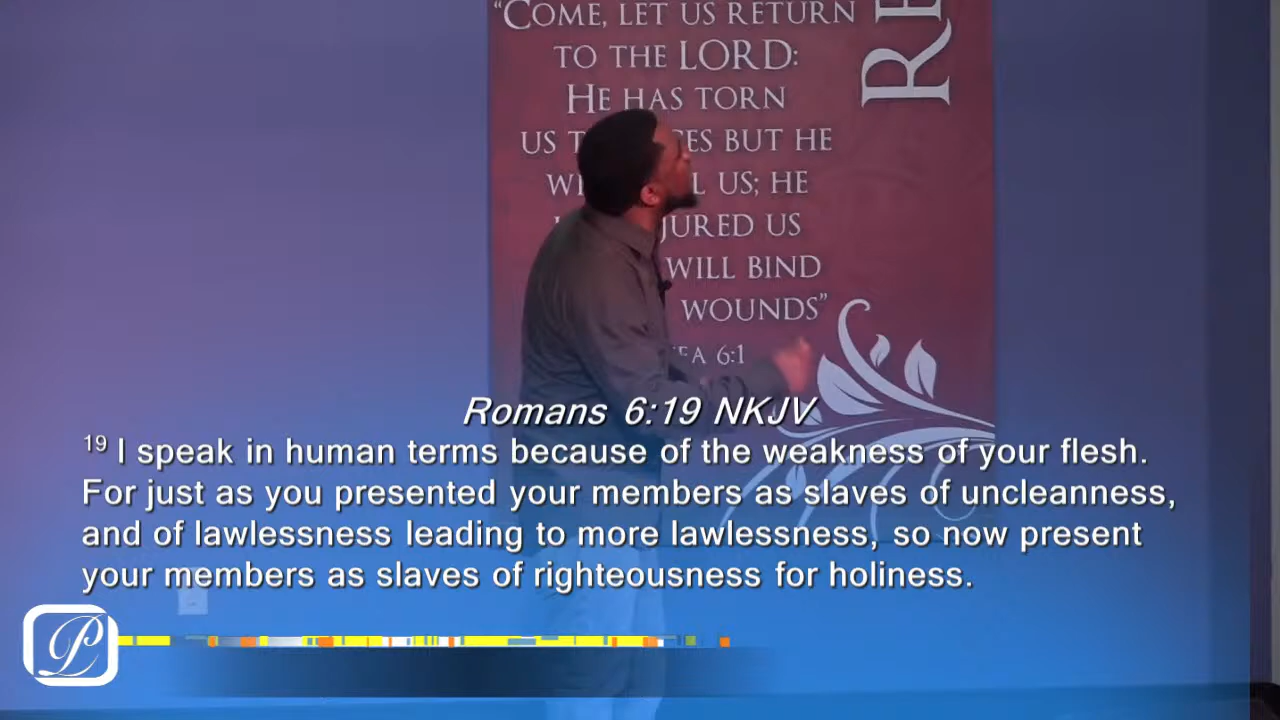 “COME, LET US RETURN
TO THE LORD:
HE HAS TORN
US BUT HE
US; HE
US
WILL BIND
WOUNDS”
6:1
RE
Romans 6:19 NKJV
19 I speak in human terms because of the weakness of your flesh.
For just as you presented your members as slaves of uncleanness,
and of lawlessness leading to more lawlessness, so now present
your members as slaves of righteousness for holiness.